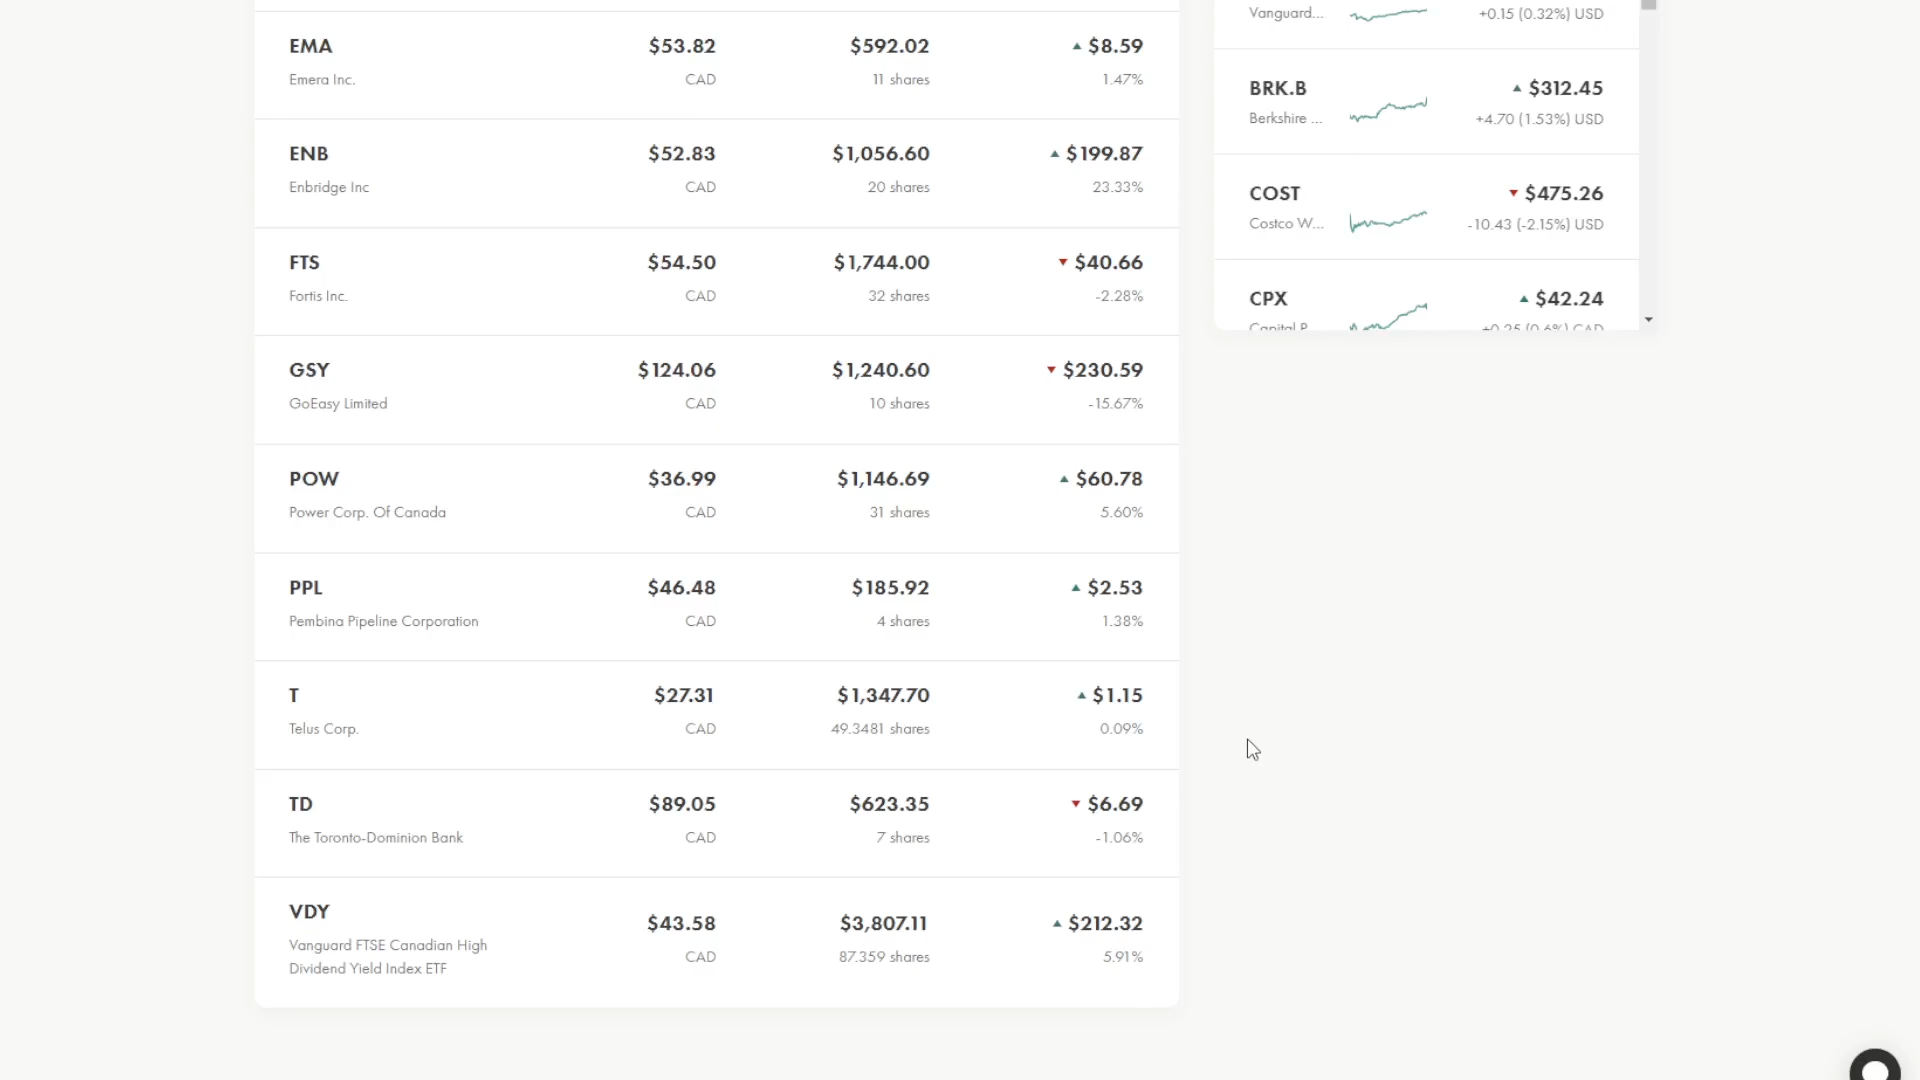 EMA $53.82 $592.02 $8.59
Emera Inc. CAD 11 shares 1.47%
ENB $52.83 $1,056.60 $199.87
Enbridge Inc CAD 20 shares 23.33%
FTS $54.50 $1,744.00 $40.66
Fortis Inc. CAD 32 shares -2.28%
GSY $124.06 $1,240.60 $230.59
GoEasy Limited CAD 10 shares -15.67%
POW $36.99 $1,146.69 $60.78
Power Corp. Of Canada CAD 31 shares 5.60%
PPL $46.48 $185.92 $2.53
Pembina Pipeline Corporation CAD 4 shares 1.38%
T $27.31 $1,347.70 $1.15
Telus Corp. CAD 49.3481 shares 0.09%
TD $89.05 $623.35 $6.69
The Toronto-Dominion Bank CAD 7 shares -1.06%
VDY $43.58 $3,807.11 $212.32
Vanguard FTSE Canadian High CAD 87.359 shares 5.91%
Dividend Yield Index ETF
Vanguard... +0.15 (0.32%) USD
BRK.B $312.45
Berkshire ... +4.70 (1.53%) USD
COST $475.26
Costco W... -10.43 (-2.15%) USD
CPX $42.24
Capital P... +0.25 (0.6%) CAD